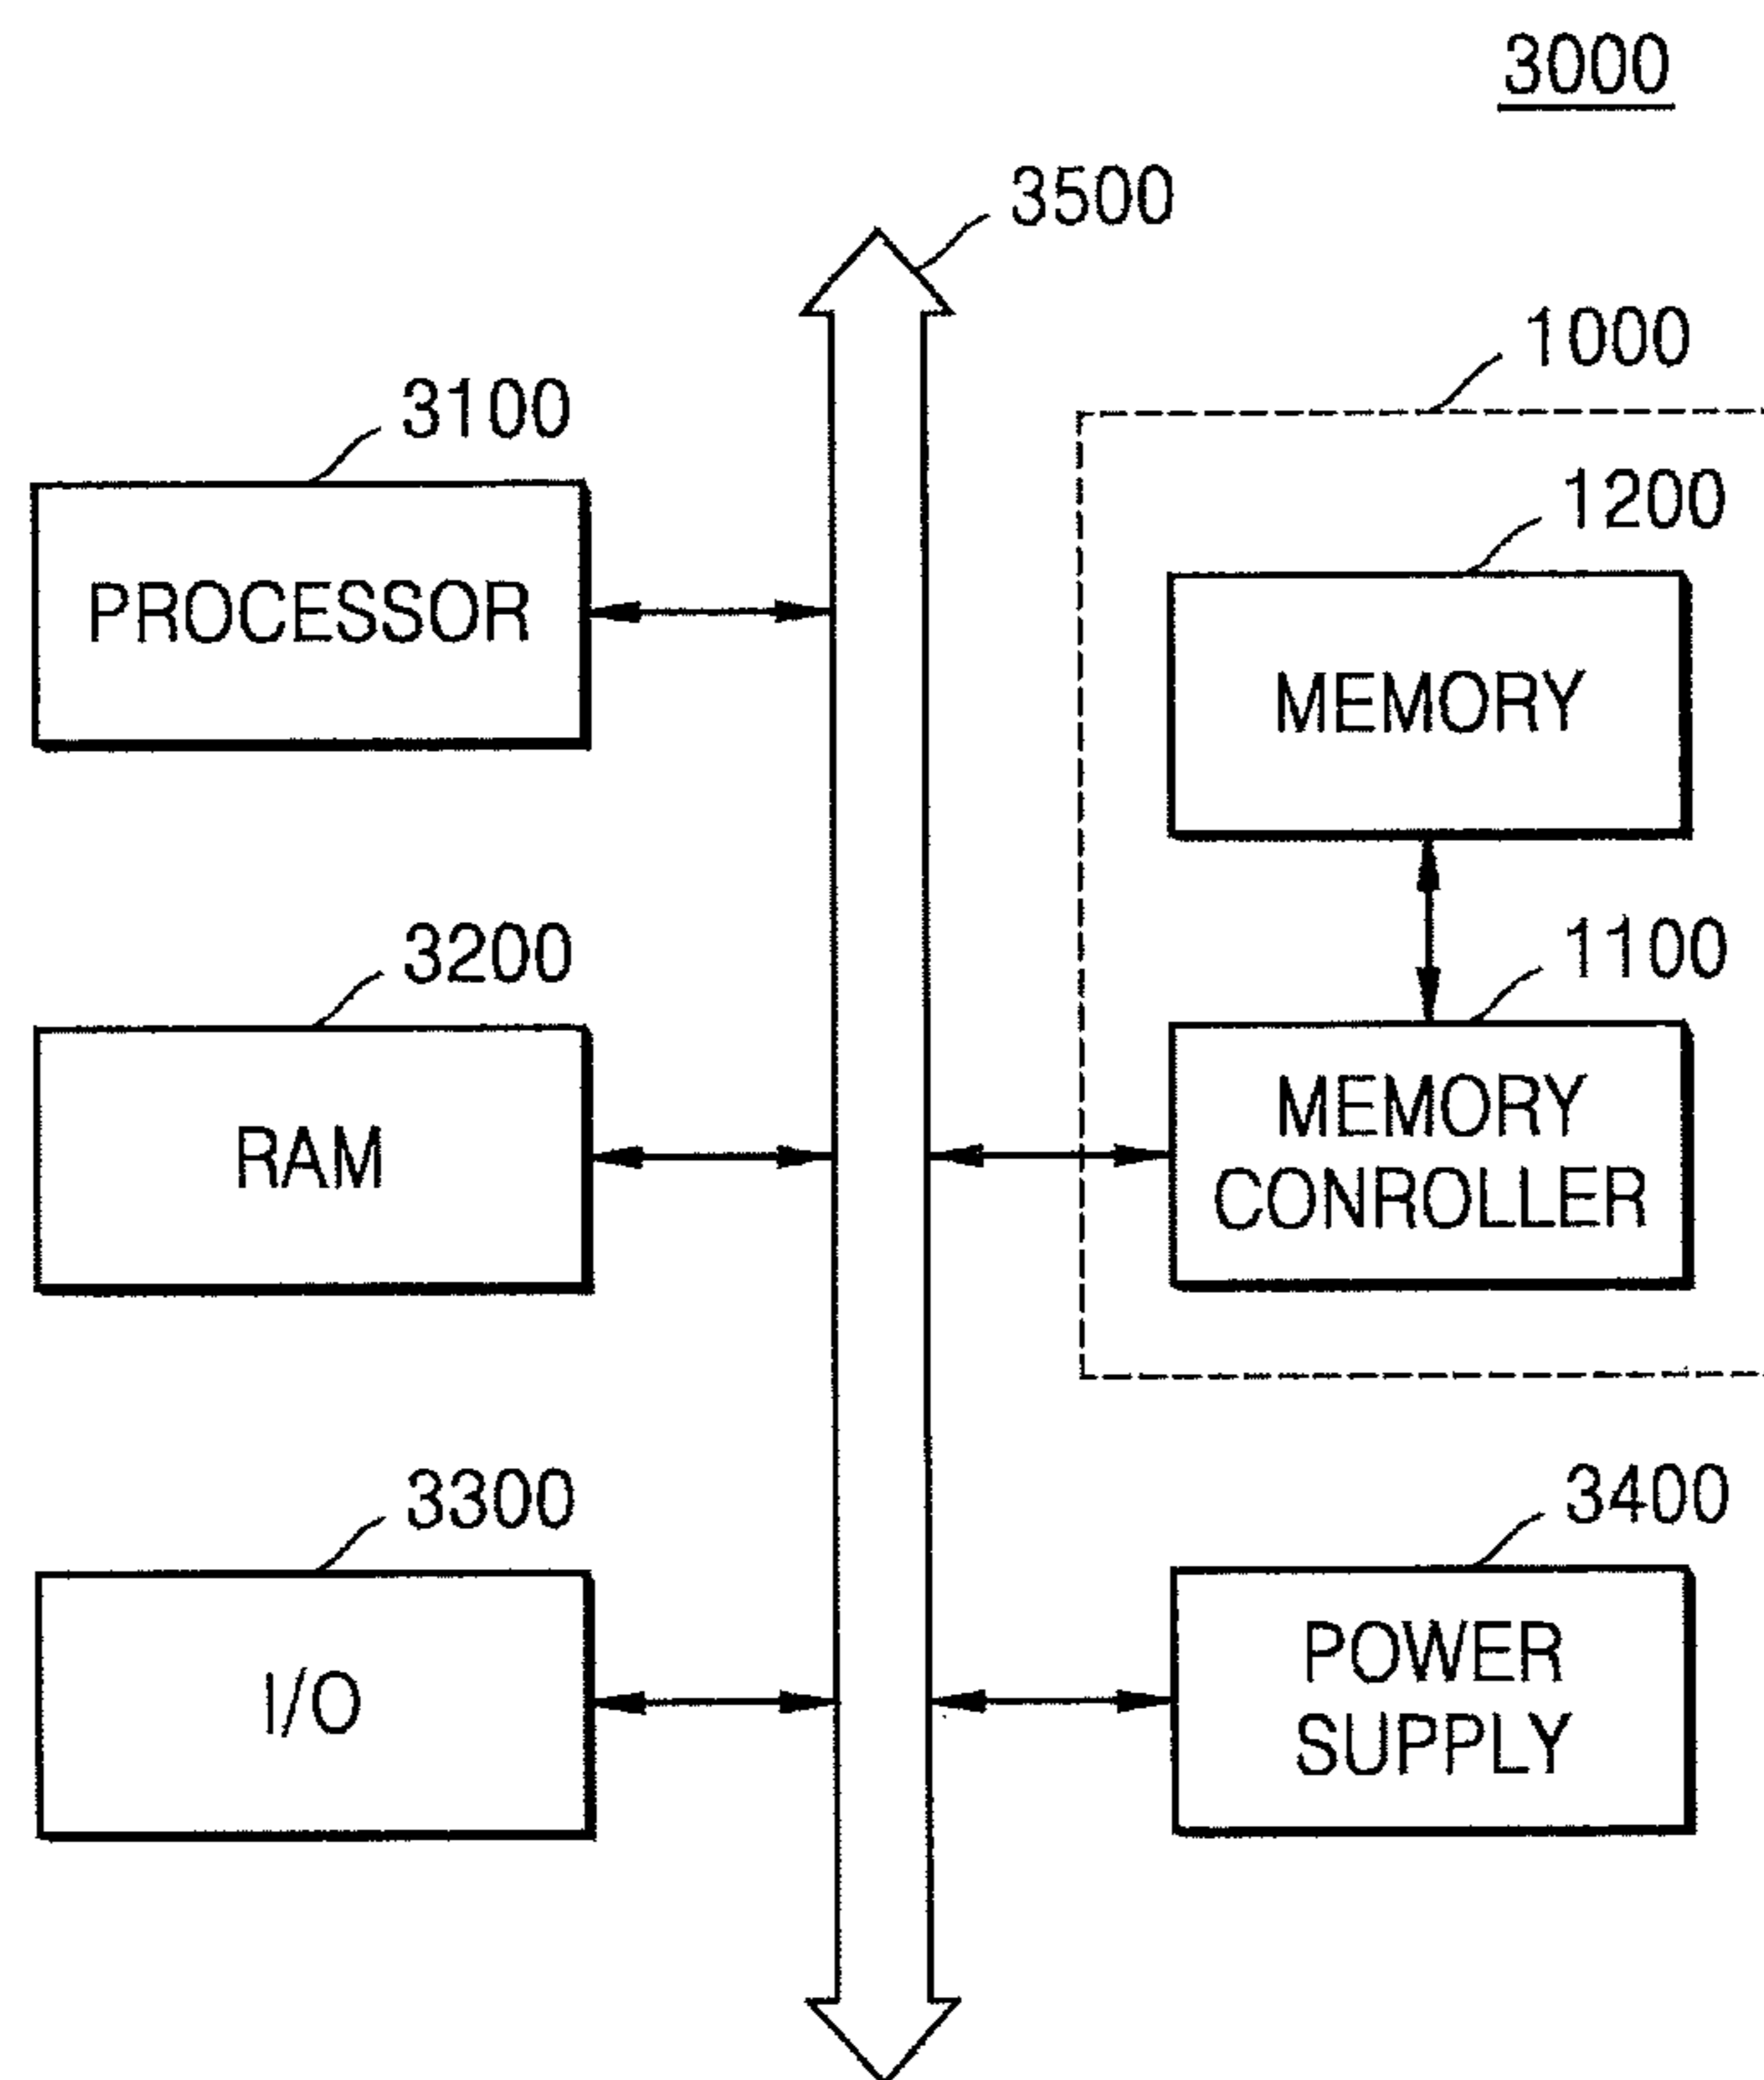 3000
3500
1000
3100
1200
PROCESSOR
MEMORY
3200
1100
RAM
MEMORY
CONROLLER
3300
3400
I/O
POWER
SUPPLY